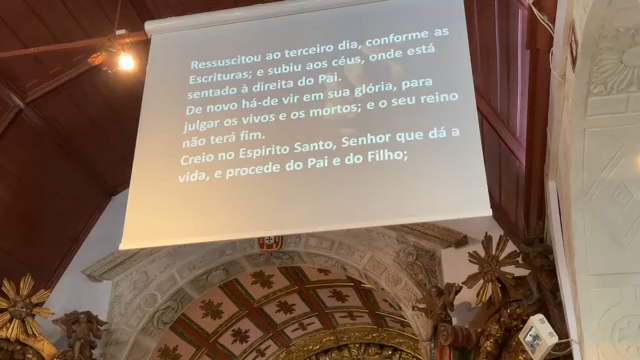 Ressuscitou ao terceiro dia, conforme as
Escrituras; e subiu aos céus, onde está
sentado à direita do Pai.
De novo há-de vir em sua glória, para
julgar os vivos e os mortos; e o seu reino
não terá fim.
Creio no Espirito Santo, Senhor que dá a
vida, e procede do Pai e do Filho;